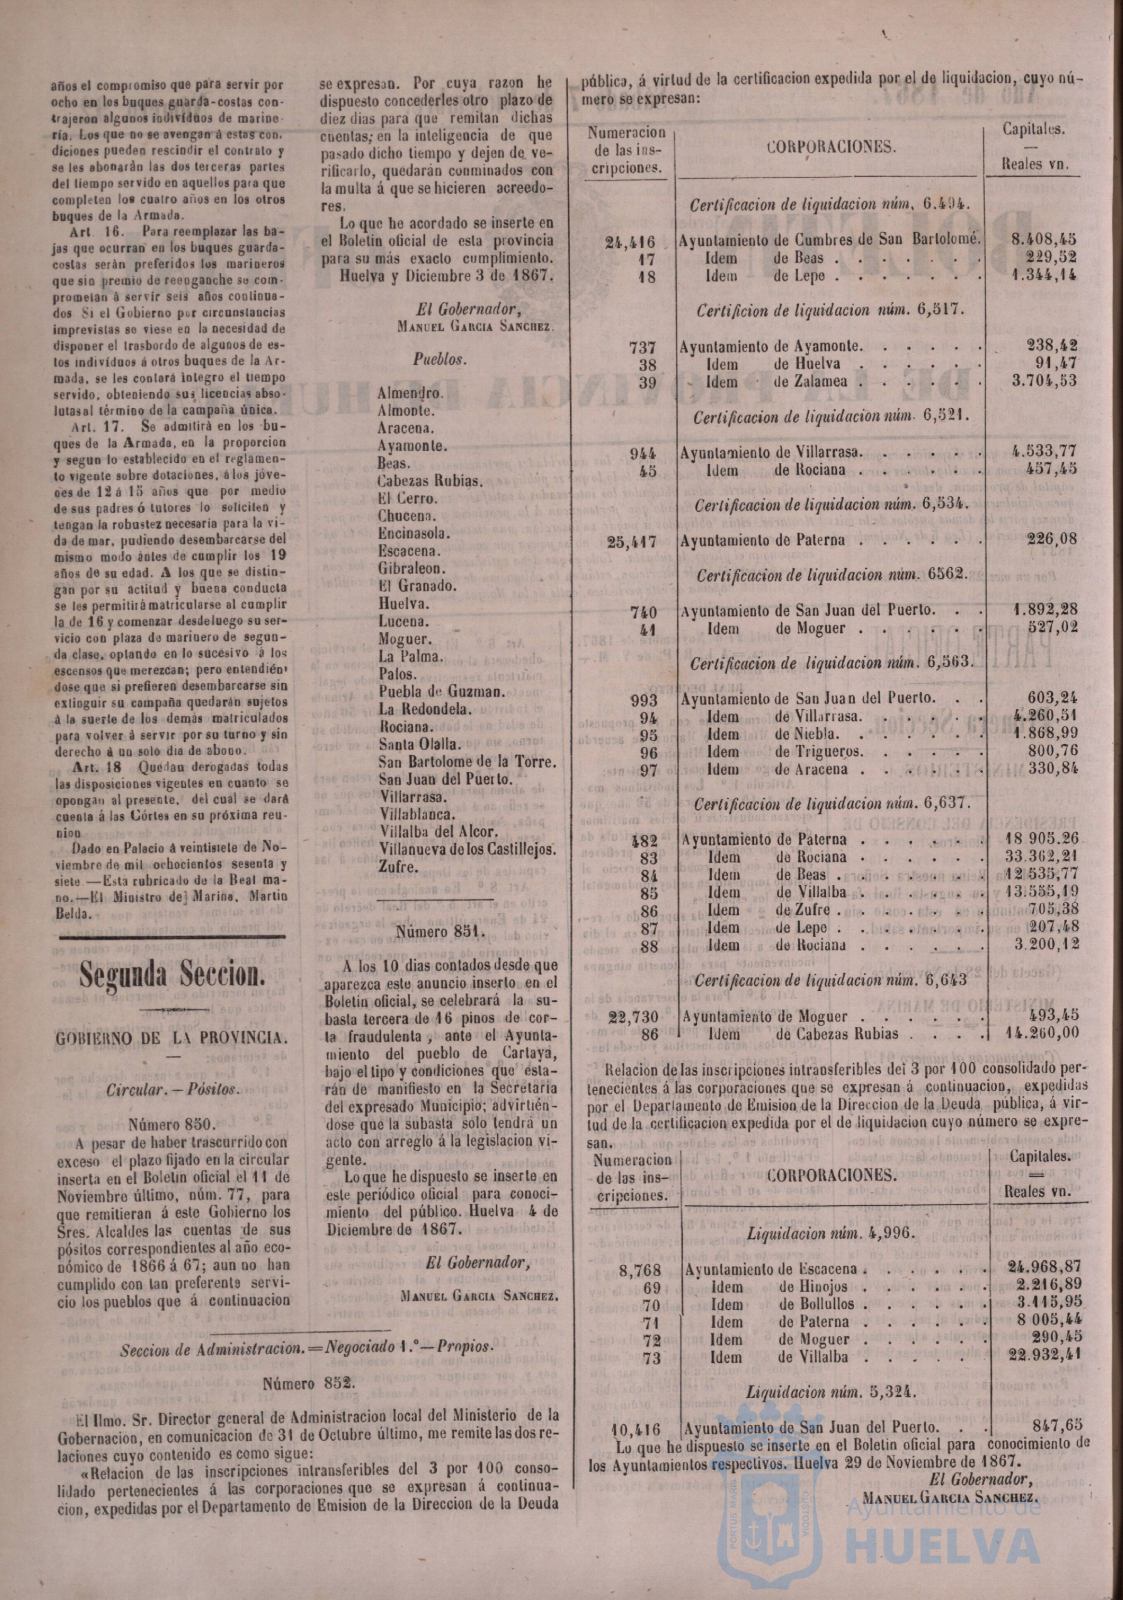 años el compromiso que para servir por
ocho en los buques guarda-costas con-
trajeron algunos indivíduos de marine-
ría. Los que no se avengan á estas con.
diciones pueden rescindir el contrato y
se les abonarán las dos terceras partes
del tiempo servido en aquellos para que
completen los cuatro años en los otros
buques de la Armada.
Art. 16. Para reemplazar las ba-
jas que ocurran en los buques guarda-
costas serán preferidos los marineros
que sin premio de reenganche se com-
prometan á servir seis años continua-
dos Si el Gobierno por circunstancias
imprevistas se viese en la necesidad de
disponer el trasbordo de algunos de es-
tos indivíduos á otros buques de la Ar-
mada, se les contará íntegro el tiempo
servido, obteniendo sus licencias abso-
lutas al término de la campaña única.
Art. 17. Se admitirá en los bu-
ques de la Armada, en la proporcion
y segun lo establecido en el reglamen-
to vigente sobre dotaciones, á los jóve-
nes de 12 á 15 años que por medio
de sus padres ó tutores lo soliciten y
tengan la robustez necesaria para la vi-
da de mar, pudiendo desembarcarse del
mismo modo ántes de cumplir los 19
años de su edad. A los que se distin-
gan por su actitud y buena conducta
se les permitirá matricularse al cumplir
la de 16 y comenzar desde luego su ser-
vicio con plaza de marinero de segun-
da clase, optando en lo sucesivo á los
escensos que merezcan; pero entendién-
dose que si prefieren desembarcarse sin
extinguir su campaña quedarán sujetos
á la suerte de los demás matriculados
para volver á servir por su turno y sin
derecho á un solo dia de abono.
Art. 18 Quedan derogadas todas
las disposiciones vigentes en cuanto se
opongan al presente, del cual se dará
cuenta á las Córtes en su próxima reu-
nion
Dado en Palacio á veintisiete de No-
viembre de mil ochocientos sesenta y
siete.—Esta rubricado de la Real ma-
no.—El Ministro de Marina, Martin
Belda.
Segunda Seccion.
GOBIERNO DE LA PROVINCIA.
Circular.—Pósitos.
Número 850.
A pesar de haber trascurrido con
exceso el plazo fijado en la circular
inserta en el Boletin oficial el 11 de
Noviembre último, núm. 77, para
que remitieran á este Gobierno los
Sres. Alcaldes las cuentas de sus
pósitos correspondientes al año eco-
nómico de 1866 á 67; aun no han
cumplido con tan preferente servi-
cio los pueblos que á continuacion
se expresan. Por cuya razon he
dispuesto concederles otro plazo de
diez dias para que remitan dichas
cuentas; en la inteligencia de que
pasado dicho tiempo y dejen de ve-
rificarlo, quedarán conminados con
la multa á que se hicieren acreedo-
res.
Lo que he acordado se inserte en
el Boletin oficial de esta provincia
para su más exacto cumplimiento.
Huelva y Diciembre 3 de 1867.
El Gobernador,
MANUEL GARCIA SANCHEZ.
Pueblos.
Almendro.
Almonte.
Aracena.
Ayamonte.
Beas.
Cabezas Rubias.
El Cerro.
Chucena.
Encinasola.
Escacena.
Gibraleon.
El Granado.
Huelva.
Lucena.
Moguer.
La Palma.
Palos.
Puebla de Guzman.
La Redondela.
Rociana.
Santa Olalla.
San Bartolome de la Torre.
San Juan del Puerto.
Villarrasa.
Villablanca.
Villalba del Alcor.
Villanueva de los Castillejos.
Zufre.
Número 851.
A los 10 dias contados desde que
aparezca este anuncio inserto en el
Boletin oficial, se celebrará la su-
basta tercera de 16 pinos de cor-
ta fraudulenta, ante el Ayunta-
miento del pueblo de Cartaya,
bajo el tipo y condiciones que esta-
rán de manifiesto en la Secretaría
del expresado Municipio; advirtién-
dose que la subasta solo tendrá un
acto con arreglo á la legislacion vi-
gente.
Lo que he dispuesto se inserte en
este periódico oficial para conoci-
miento del público. Huelva 4 de
Diciembre de 1867.
El Gobernador,
MANUEL GARCIA SANCHEZ.
Seccion de Administracion.=Negociado 1.º—Propios.
Número 852.
El Ilmo. Sr. Director general de Administracion local del Ministerio de la
Gobernacion, en comunicacion de 31 de Octubre último, me remite las dos re-
laciones cuyo contenido es como sigue:
«Relacion de las inscripciones intransferibles del 3 por 100 conso-
lidado pertenecientes á las corporaciones que se expresan á continua-
cion, expedidas por el Departamento de Emision de la Direccion de la Deuda
pública, á virtud de la certificacion expedida por el de liquidacion, cuyo nú-
mero se expresan:
Numeracion de las ins- cripciones. CORPORACIONES. Capitales. — Reales vn.
Certificacion de liquidacion núm. 6.494.
24,416 Ayuntamiento de Cumbres de San Bartolomé. 8.408,45
17 Idem de Beas . . . . . . . 229,52
18 Idem de Lepe . . . . . . . 1.344,14
Certificion de liquidacion núm. 6,517.
737 Ayuntamiento de Ayamonte. . . . . . 238,42
38 Idem de Huelva . . . . . . 91,47
39 Idem de Zalamea . . . . . . 3.704,53
Certificacion de liquidacion núm. 6,521.
944 Ayuntamiento de Villarrasa. . . . . . 4.533,77
45 Idem de Rociana . . . . . . 457,45
Certificacion de liquidacion núm. 6,534.
25,417 Ayuntamiento de Paterna . . . . . . 226,08
Certificacion de liquidacion núm. 6562.
740 Ayuntamiento de San Juan del Puerto. . . 1.892,28
41 Idem de Moguer . . . . . . 527,02
Certificacion de liquidacion núm. 6,563.
993 Ayuntamiento de San Juan del Puerto. . . 603,24
94 Idem de Villarrasa. . . . . . 4.260,51
95 Idem de Niebla. . . . . . . 1.868,99
96 Idem de Trigueros. . . . . . 800,76
97 Idem de Aracena . . . . . . 330,84
Certificacion de liquidacion núm. 6,637.
482 Ayuntamiento de Paterna . . . . . . 18 905.26
83 Idem de Rociana . . . . . . 33.362,21
84 Idem de Beas . . . . . . . 12.535,77
85 Idem de Villalba . . . . . . 13.555,19
86 Idem de Zufre . . . . . . . 705,38
87 Idem de Lepe . . . . . . . 207,48
88 Idem de Rociana . . . . . . 3.200,12
Certificacion de liquidacion núm. 6,643
22,730 Ayuntamiento de Moguer . . . . . . 493,45
86 Idem de Cabezas Rubias . . . . 14.260,00
Relacion de las inscripciones intransferibles del 3 por 100 consolidado per-
tenecientes á las corporaciones que se expresan á continuacion, expedidas
por el Departamento de Emision de la Direccion de la Deuda pública, á vir-
tud de la certificacion expedida por el de liquidacion cuyo número se expre-
san.
Numeracion de las ins- cripciones. CORPORACIONES. Capitales. = Reales vn.
Liquidacion núm. 4,996.
8,768 Ayuntamiento de Escacena . . . . . . 24.968,87
69 Idem de Hinojos . . . . . . 2.216,89
70 Idem de Bollullos . . . . . . 3.115,95
71 Idem de Paterna . . . . . . 8 005,44
72 Idem de Moguer . . . . . . 290,45
73 Idem de Villalba . . . . . . 22.932,41
Liquidacion núm. 5,324.
10,416 Ayuntamiento de San Juan del Puerto. . . 847,65
Lo que he dispuesto se inserte en el Boletin oficial para conocimiento de
los Ayuntamientos respectivos. Huelva 29 de Noviembre de 1867.
El Gobernador,
MANUEL GARCIA SANCHEZ.
Ayuntamiento de
HUELVA